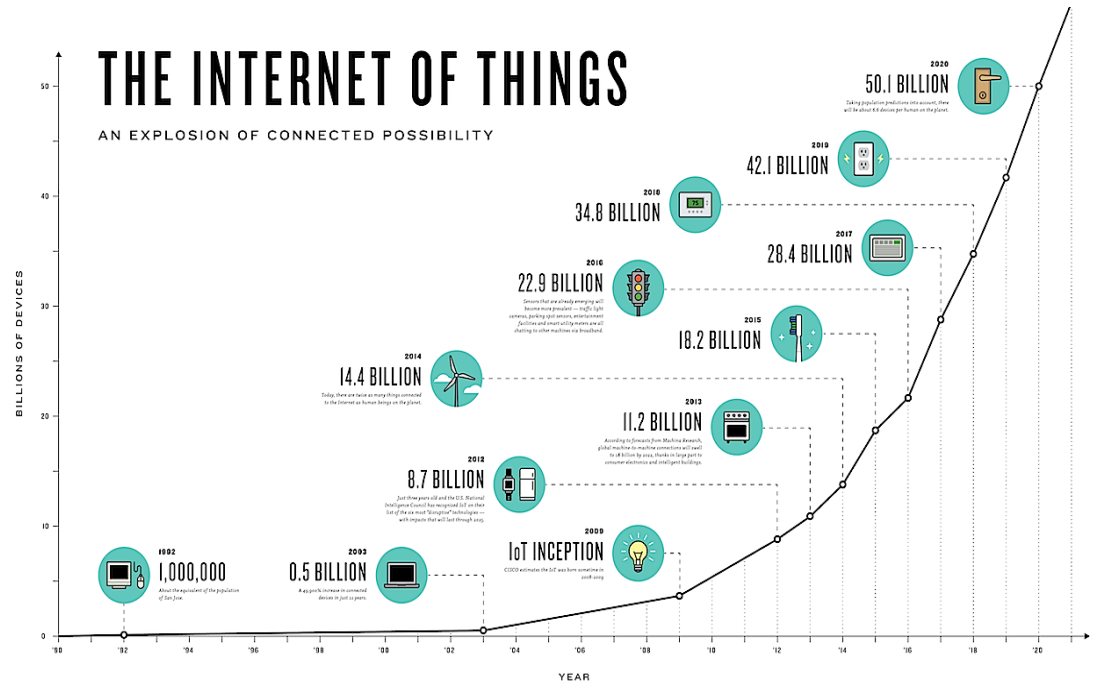 THE INTERNET OF THINGS
AN EXPLOSION OF CONNECTED POSSIBILITY
BILLIONS OF DEVICES
50
40
30
20
10
0
2020
50.1 BILLION
Taking population predictions into account, there
will be about 6.6 devices per human on the planet.
2019
42.1 BILLION
2018
34.8 BILLION
2017
28.4 BILLION
2016
22.9 BILLION
Sensors that are already emerging will
become more prevalent — traffic light
cameras, parking spot sensors, entertainment
facilities and smart utility meters are all
chatting to other machines via broadband.
2015
18.2 BILLION
2014
14.4 BILLION
Today, there are twice as many things connected
to the Internet as human beings on the planet.
2013
11.2 BILLION
According to forecasts from Machina Research,
global machine-to-machine connections will swell
to 18 billion by 2022, thanks in large part to
consumer electronics and intelligent buildings.
2012
8.7 BILLION
Just three years old and the U.S. National
Intelligence Council has recognized IoT on their
list of the six most "disruptive" technologies —
with impacts that will last through 2025.
2009
IoT INCEPTION
CISCO estimates the IoT was born sometime in
2008-2009
1992
1,000,000
About the equivalent of the population
of San Jose.
2003
0.5 BILLION
increase in connected
devices in just 11 years.
75
'90 '92 '94 '96 '98 '00 '02 '04 '06 '08 '10 '12 '14 '16 '18 '20
YEAR